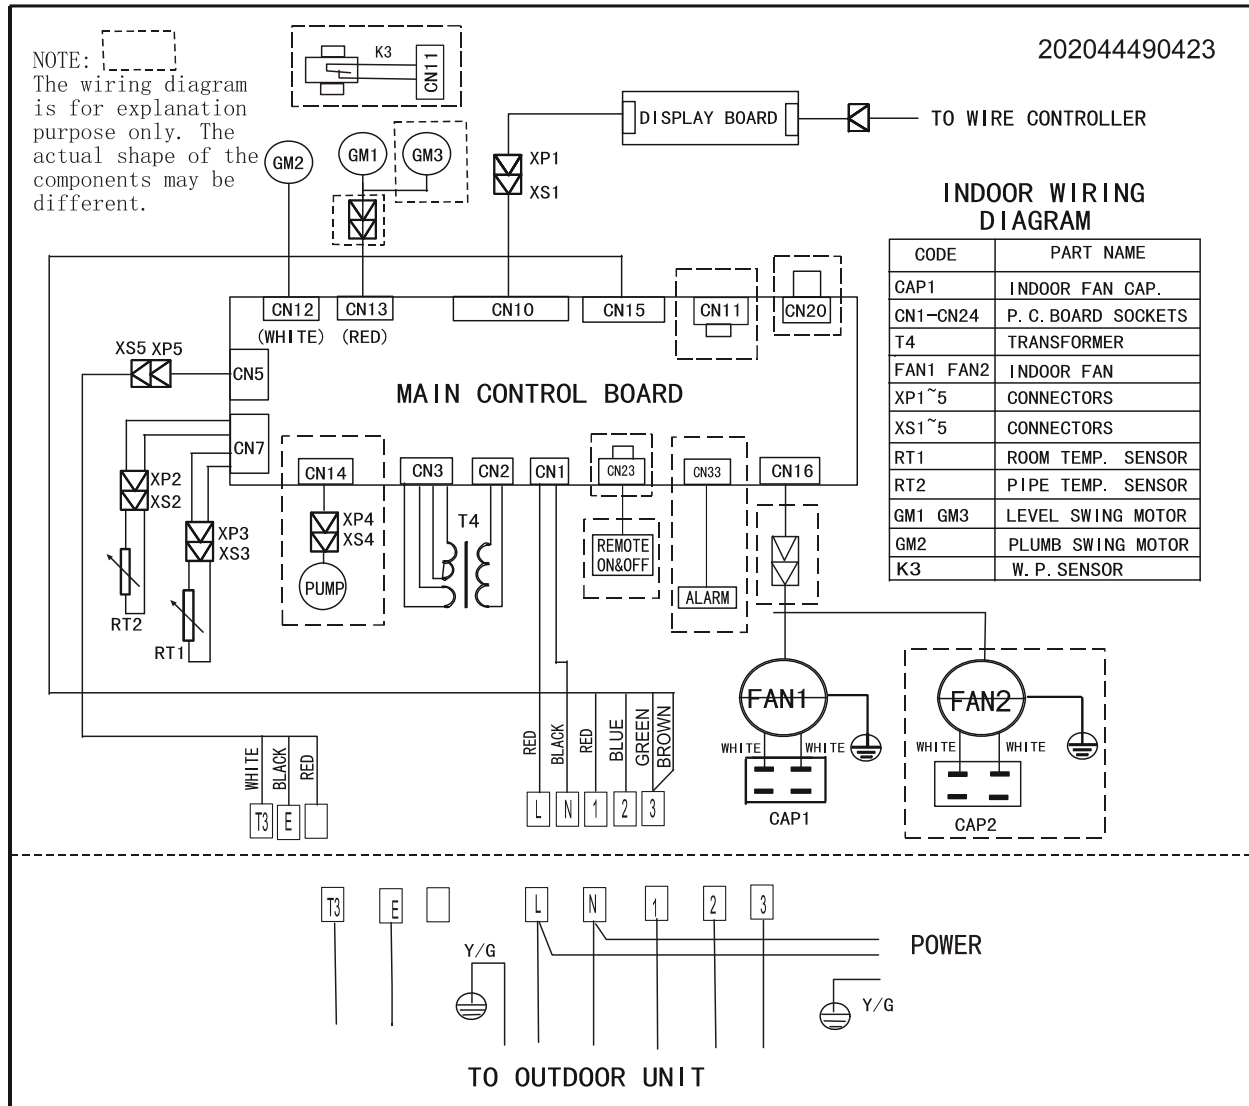 202044490423
NOTE:
The wiring diagram
is for explanation
purpose only. The
actual shape of the
components may be
different.
K3
CN11
DISPLAY BOARD
TO WIRE CONTROLLER
GM2
GM1
GM3
XP1
XS1
INDOOR WIRING
DIAGRAM
CODE PART NAME
CAP1 INDOOR FAN CAP.
CN1-CN24 P.C.BOARD SOCKETS
T4 TRANSFORMER
FAN1 FAN2 INDOOR FAN
XP1~5 CONNECTORS
XS1~5 CONNECTORS
RT1 ROOM TEMP. SENSOR
RT2 PIPE TEMP. SENSOR
GM1 GM3 LEVEL SWING MOTOR
GM2 PLUMB SWING MOTOR
K3 W.P.SENSOR
CN12
(WHITE)
CN13
(RED)
CN10
CN15
CN11
CN20
XS5 XP5
CN5
MAIN CONTROL BOARD
CN7
CN14
CN3
CN2
CN1
CN23
CN33
CN16
XP2
XS2
XP3
XS3
XP4
XS4
T4
REMOTE
ON&OFF
PUMP
ALARM
RT2
RT1
FAN1
FAN2
WHITE
BLACK
RED
RED
BLACK
RED
BLUE
GREEN
BROWN
WHITE
WHITE
WHITE
WHITE
T3
E
L
N
1
2
3
CAP1
CAP2
T3
E
L
N
1
2
3
Y/G
POWER
Y/G
TO OUTDOOR UNIT